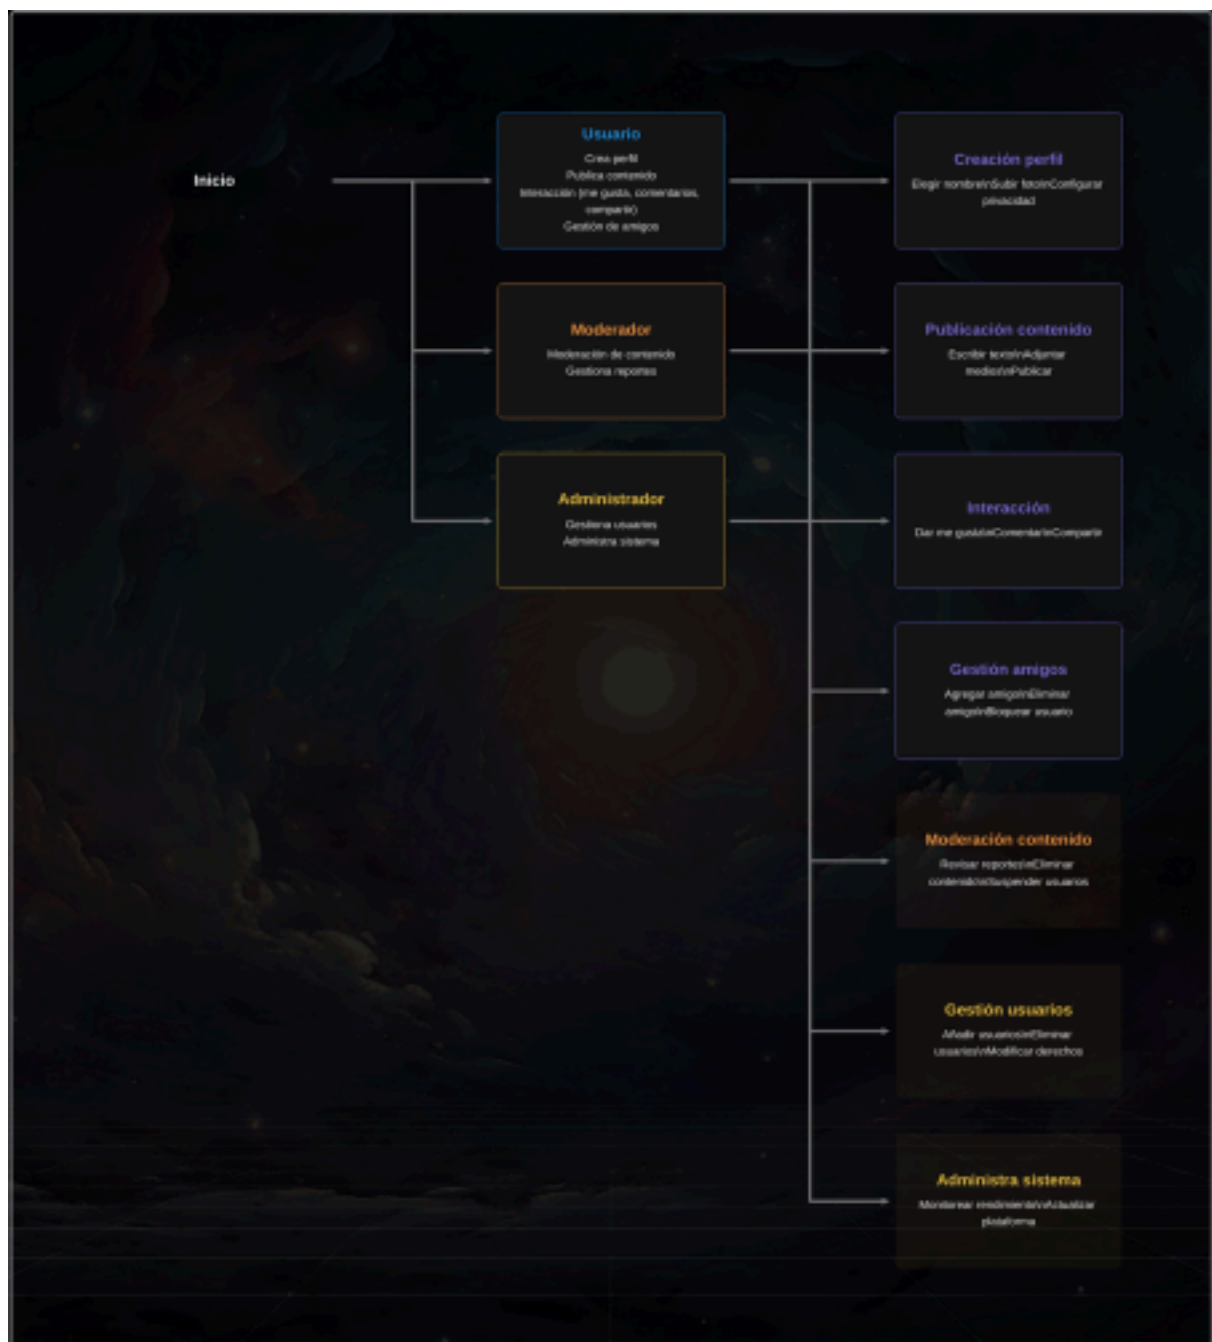 Inicio
Usuario
Crea perfil
Publica contenido
Interacción (me gusta, comentarios,
compartir)
Gestión de amigos
Moderador
Moderación de contenido
Gestiona reportes
Administrador
Gestiona usuarios
Administra sistema
Creación perfil
Elegir nombre\nSubir foto\nConfigurar
privacidad
Publicación contenido
Escribir texto\nAdjuntar
medios\nPublicar
Interacción
Dar me gusta\nComentar\nCompartir
Gestión amigos
Agregar amigo\nEliminar
amigo\nBloquear usuario
Moderación contenido
Revisar reportes\nEliminar
contenido\nSuspender usuarios
Gestión usuarios
Añadir usuarios\nEliminar
usuarios\nModificar derechos
Administra sistema
Monitorear rendimiento\nActualizar
plataforma